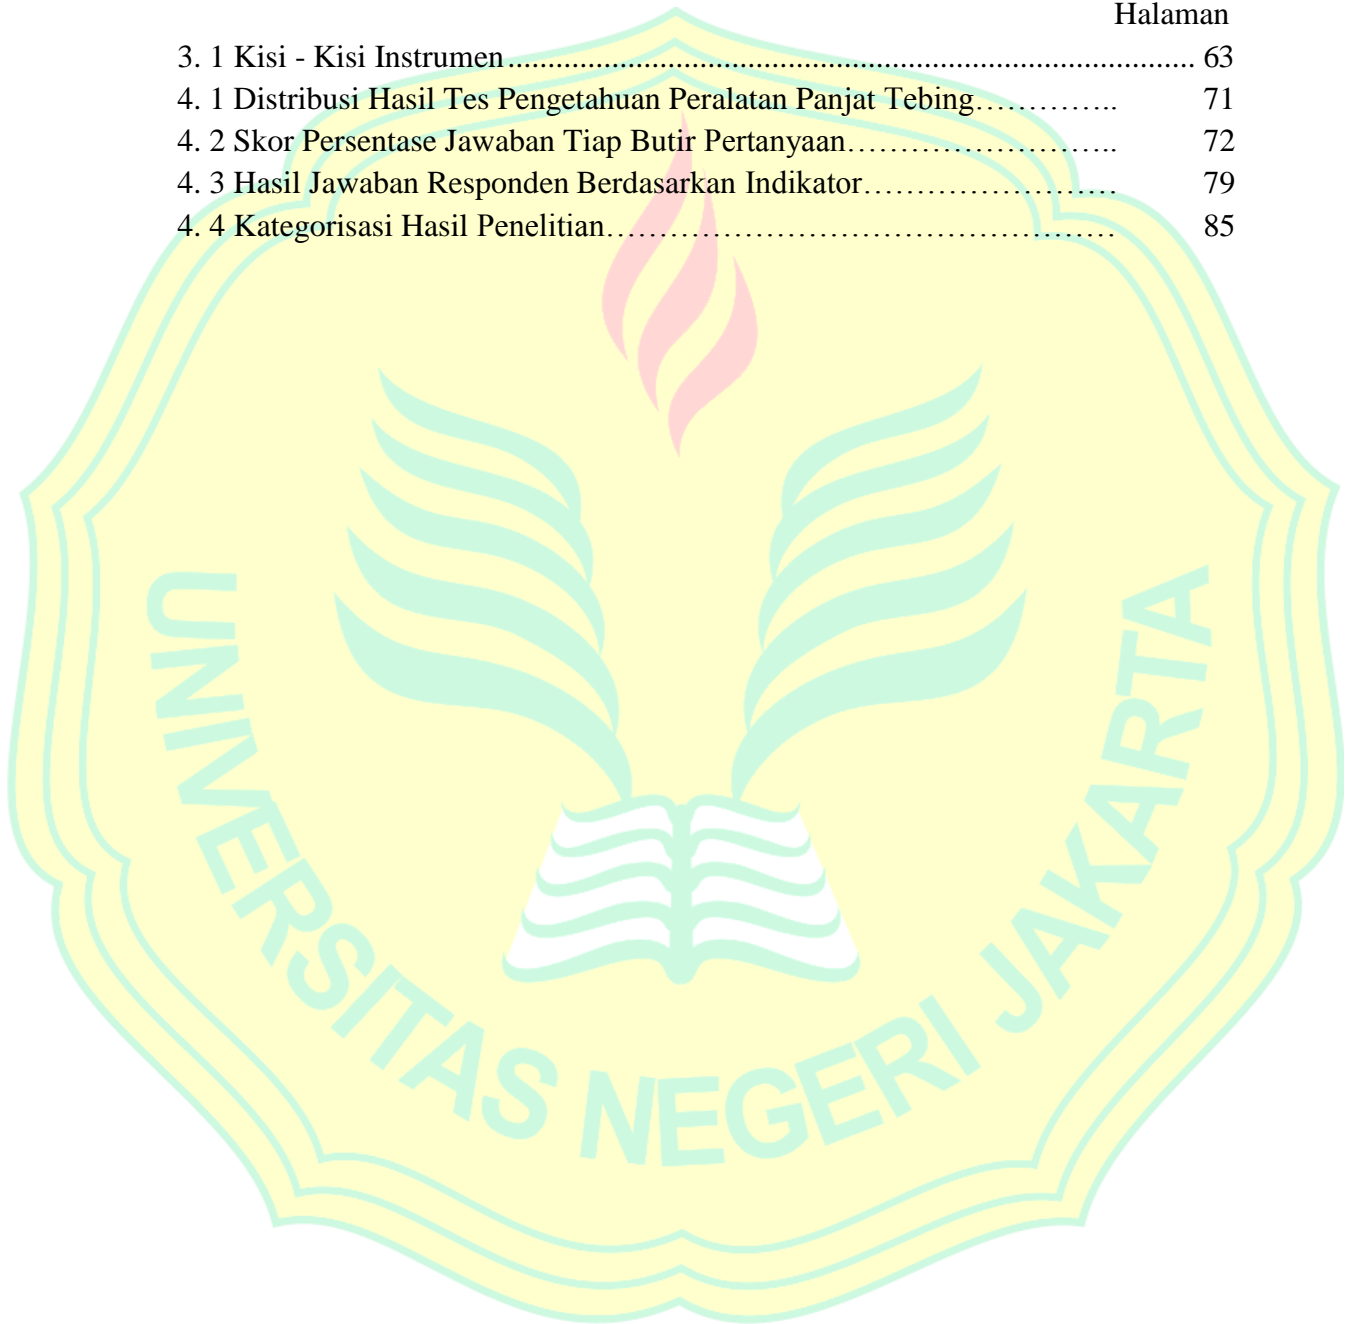 Halaman
3. 1 Kisi - Kisi Instrumen...................................................................................... 63
4. 1 Distribusi Hasil Tes Pengetahuan Peralatan Panjat Tebing………….. 71
4. 2 Skor Persentase Jawaban Tiap Butir Pertanyaan…………………….. 72
4. 3 Hasil Jawaban Responden Berdasarkan Indikator…………………… 79
4. 4 Kategorisasi Hasil Penelitian………………………………………… 85
UNIVERSITAS NEGERI JAKARTA